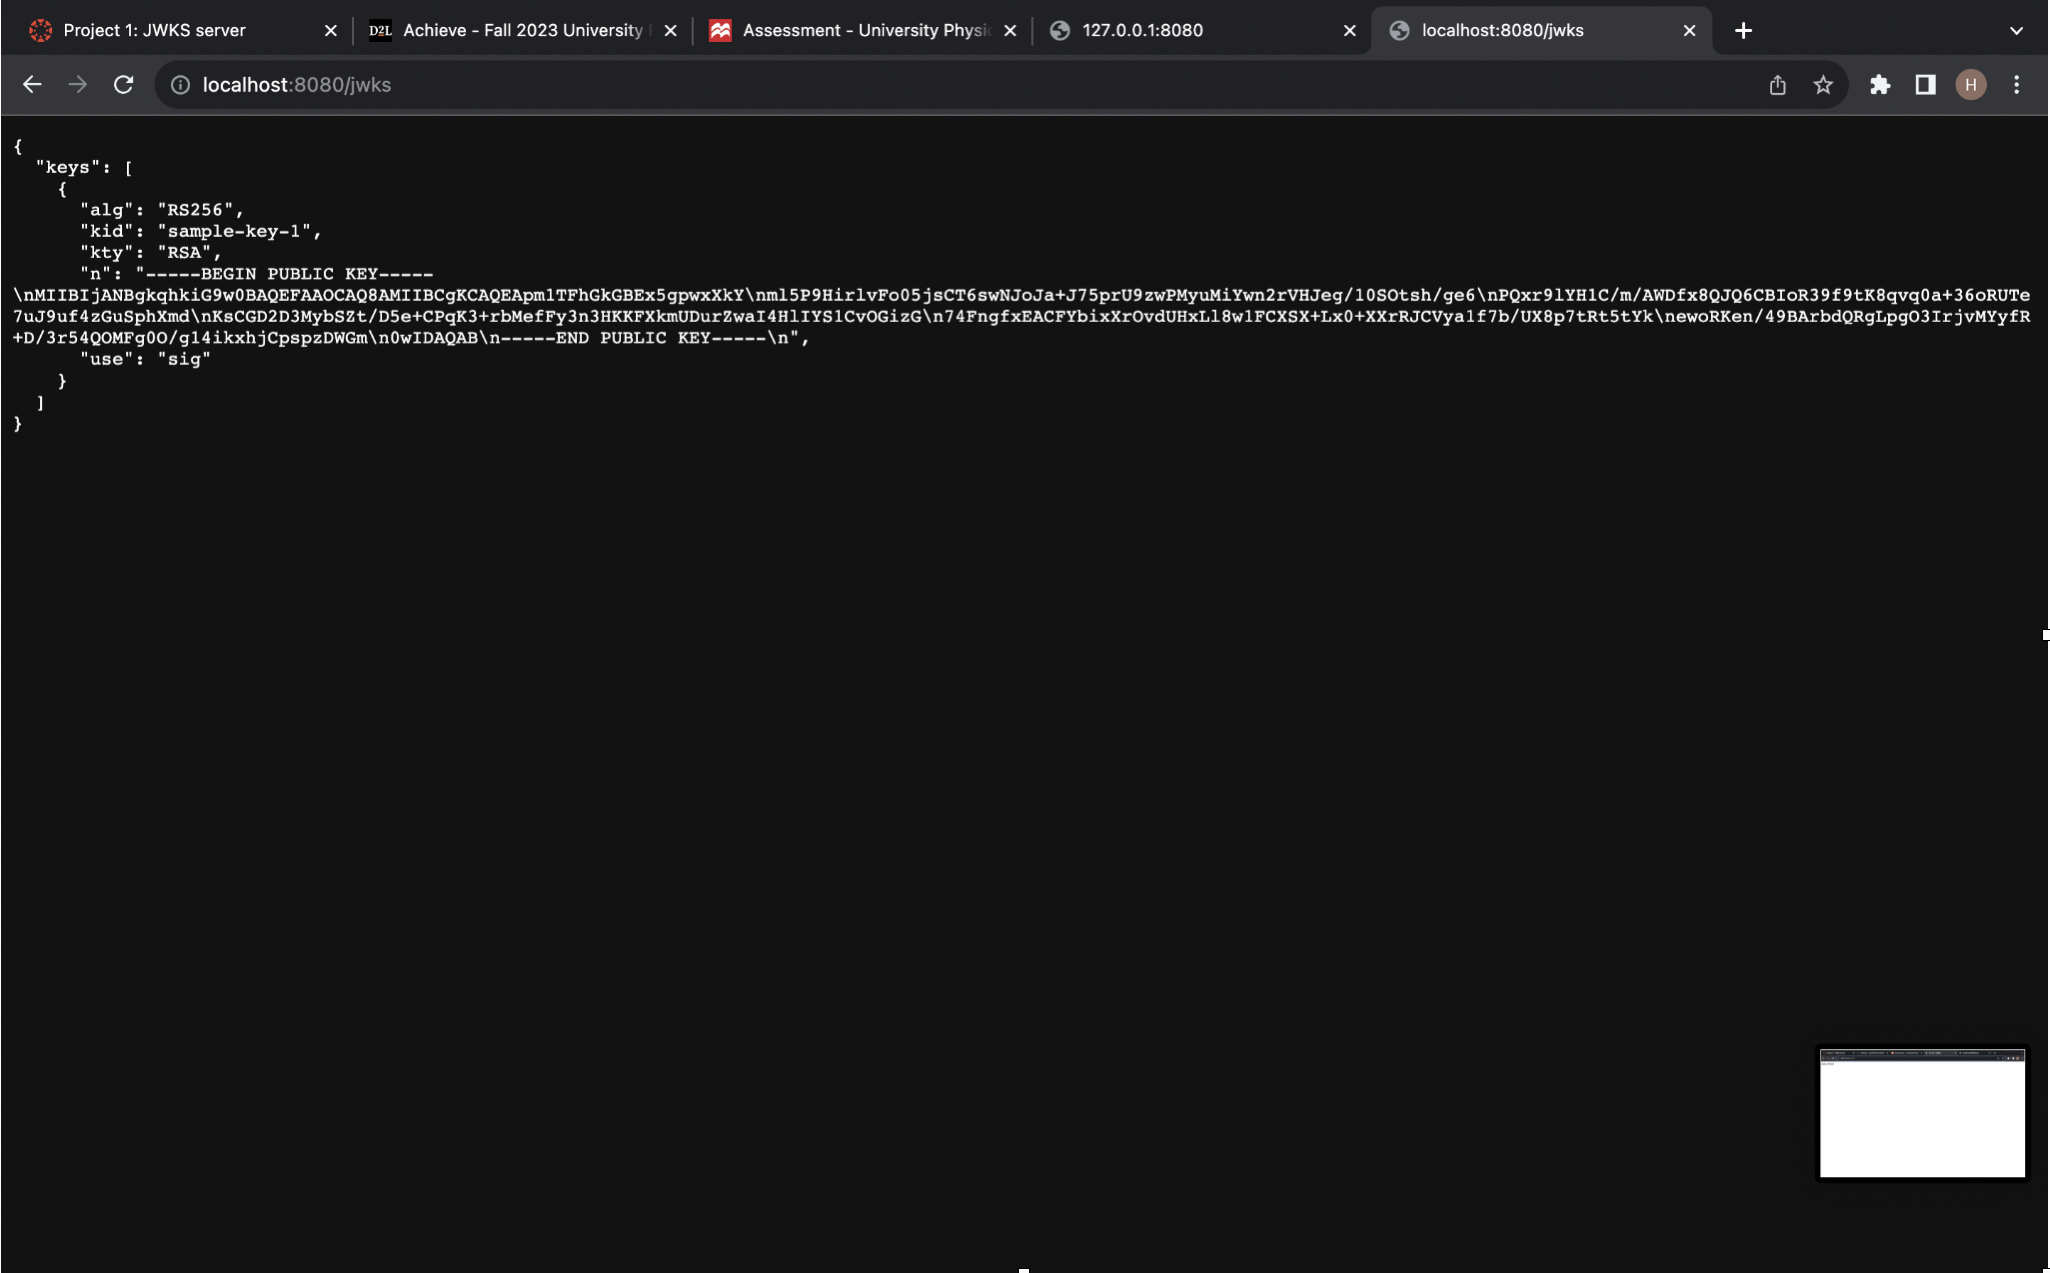 Project 1: JWKS server
D2L Achieve - Fall 2023 University
Assessment - University Physi
127.0.0.1:8080
localhost:8080/jwks
localhost:8080/jwks
H
{
"keys": [
{
"alg": "RS256",
"kid": "sample-key-1",
"kty": "RSA",
"n": "-----BEGIN PUBLIC KEY-----
\nMIIBIjANBgkqhkiG9w0BAQEFAAOCAQ8AMIIBCgKCAQEApm1TFhGkGBEx5gpwxXkY\nml5P9HirlvFo05jsCT6swNJoJa+J75prU9zwPMyuMiYwn2rVHJeg/10SOtsh/ge6\nPQxr9lYH1C/m/AWDfx8QJQ6CBIoR39f9tK8qvq0a+36oRUTe
7uJ9uf4zGuSphXmd\nKsCGD2D3MybSZt/D5e+CPqK3+rbMefFy3n3HKKFXkmUDurZwaI4HlIYS1CvOGizG\n74FngfxEACFYbixXrOvdUHxLl8w1FCXSX+Lx0+XXrRJCVya1f7b/UX8p7tRt5tYk\newoRKen/49BArbdQRgLpgO3IrjvMYyfR
+D/3r54QOMFg0O/g14ikxhjCpspzDWGm\n0wIDAQAB\n-----END PUBLIC KEY-----\n",
"use": "sig"
}
]
}